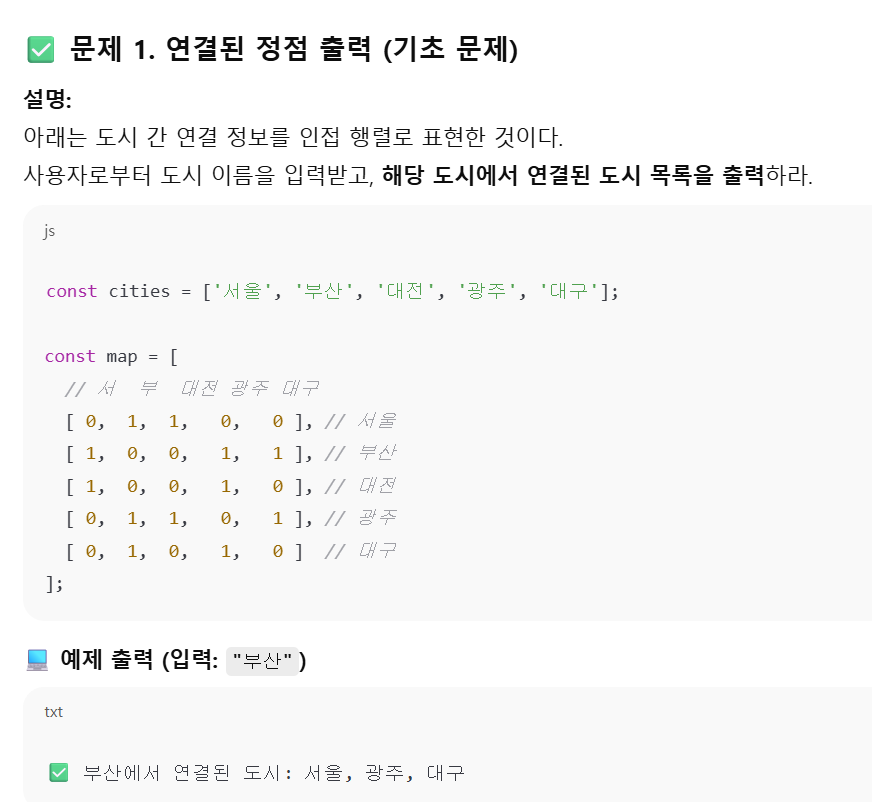 ✅ 문제 1. 연결된 정점 출력 (기초 문제)
설명:
아래는 도시 간 연결 정보를 인접 행렬로 표현한 것이다.
사용자로부터 도시 이름을 입력받고, 해당 도시에서 연결된 도시 목록을 출력하라.
js
const cities = ['서울', '부산', '대전', '광주', '대구'];
const map = [
  // 서  부  대전 광주 대구
  [ 0,  1,  1,   0,   0 ], // 서울
  [ 1,  0,  0,   1,   1 ], // 부산
  [ 1,  0,  0,   1,   0 ], // 대전
  [ 0,  1,  1,   0,   1 ], // 광주
  [ 0,  1,  0,   1,   0 ]  // 대구
];
💻 예제 출력 (입력: "부산")
txt
✅ 부산에서 연결된 도시: 서울, 광주, 대구